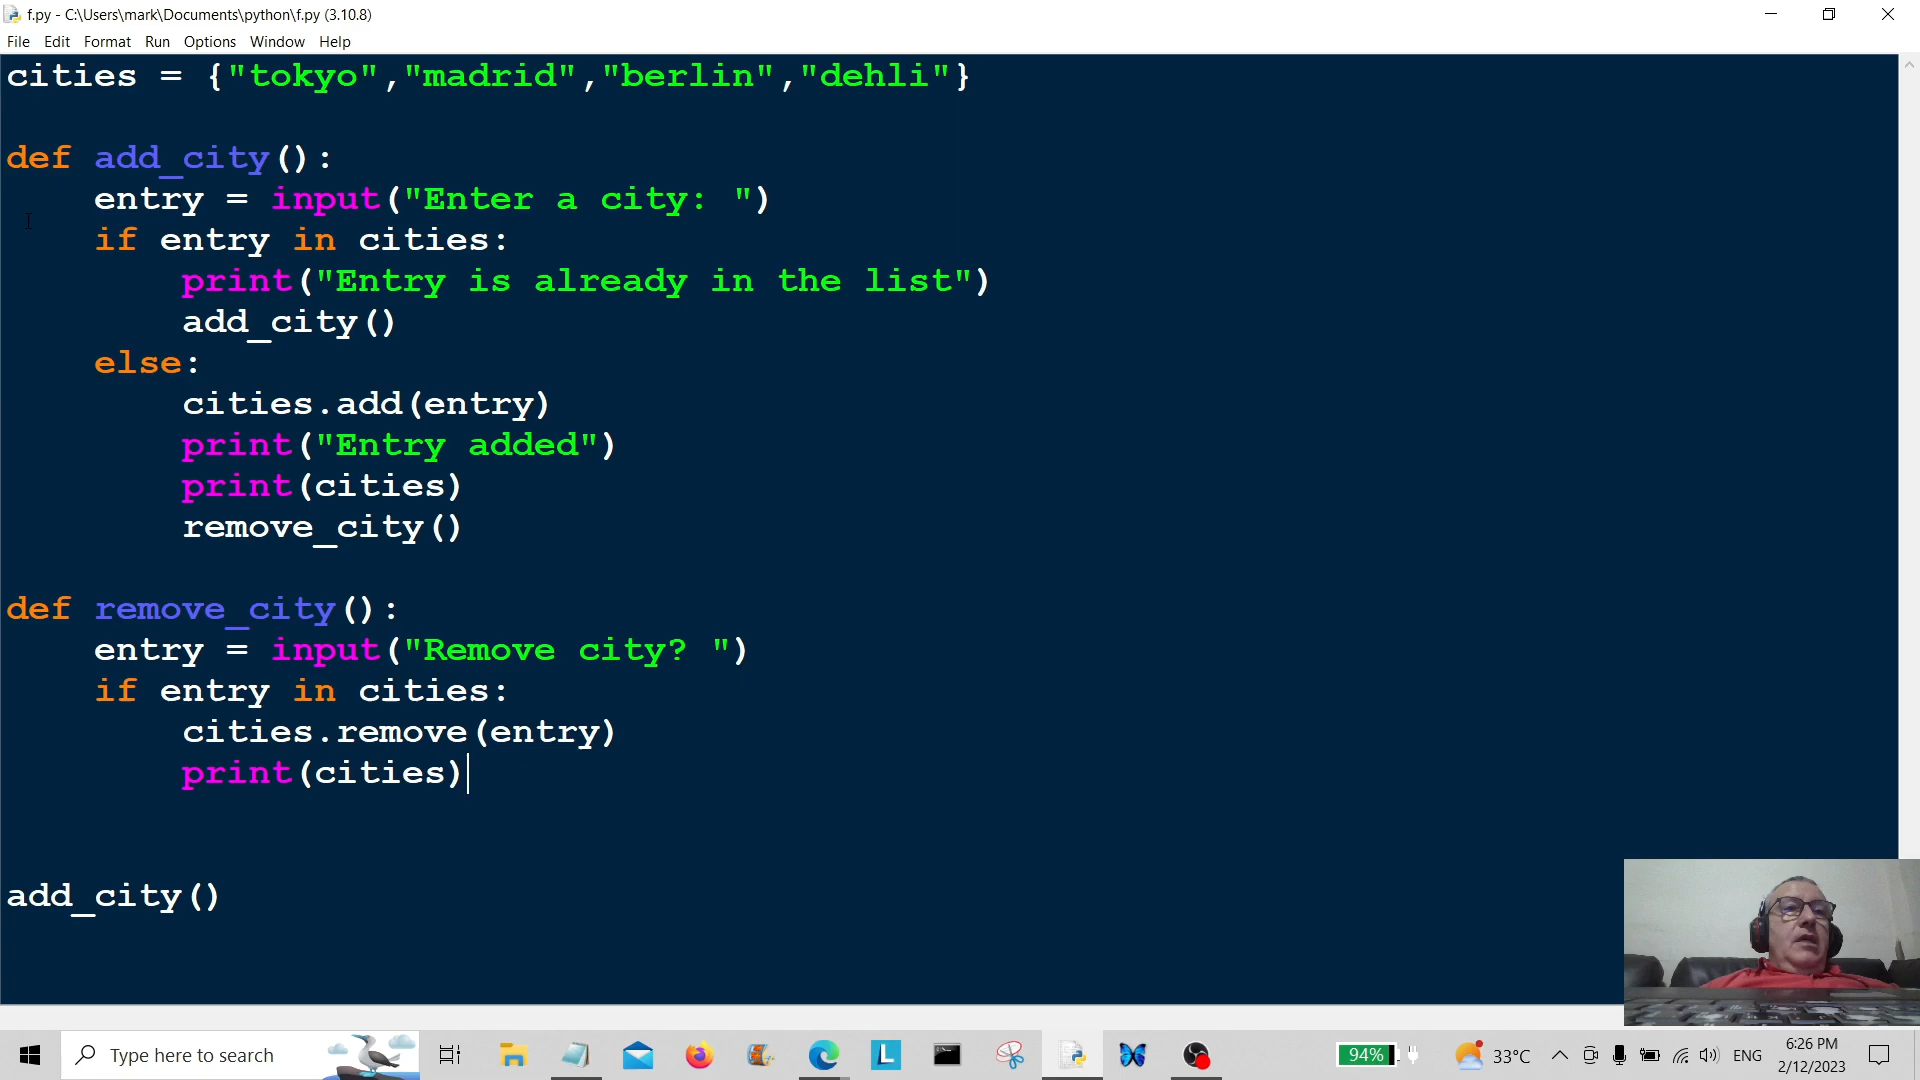 f.py - C:\Users\mark\Documents\python\f.py (3.10.8)
File Edit Format Run Options Window Help
cities = {"tokyo","madrid","berlin","dehli"}
def add_city():
    entry = input("Enter a city: ")
    if entry in cities:
        print("Entry is already in the list")
        add_city()
    else:
        cities.add(entry)
        print("Entry added")
        print(cities)
        remove_city()
def remove_city():
    entry = input("Remove city? ")
    if entry in cities:
        cities.remove(entry)
        print(cities)
add_city()
Type here to search
L
94%
33°C
ENG
6:26 PM
2/12/2023